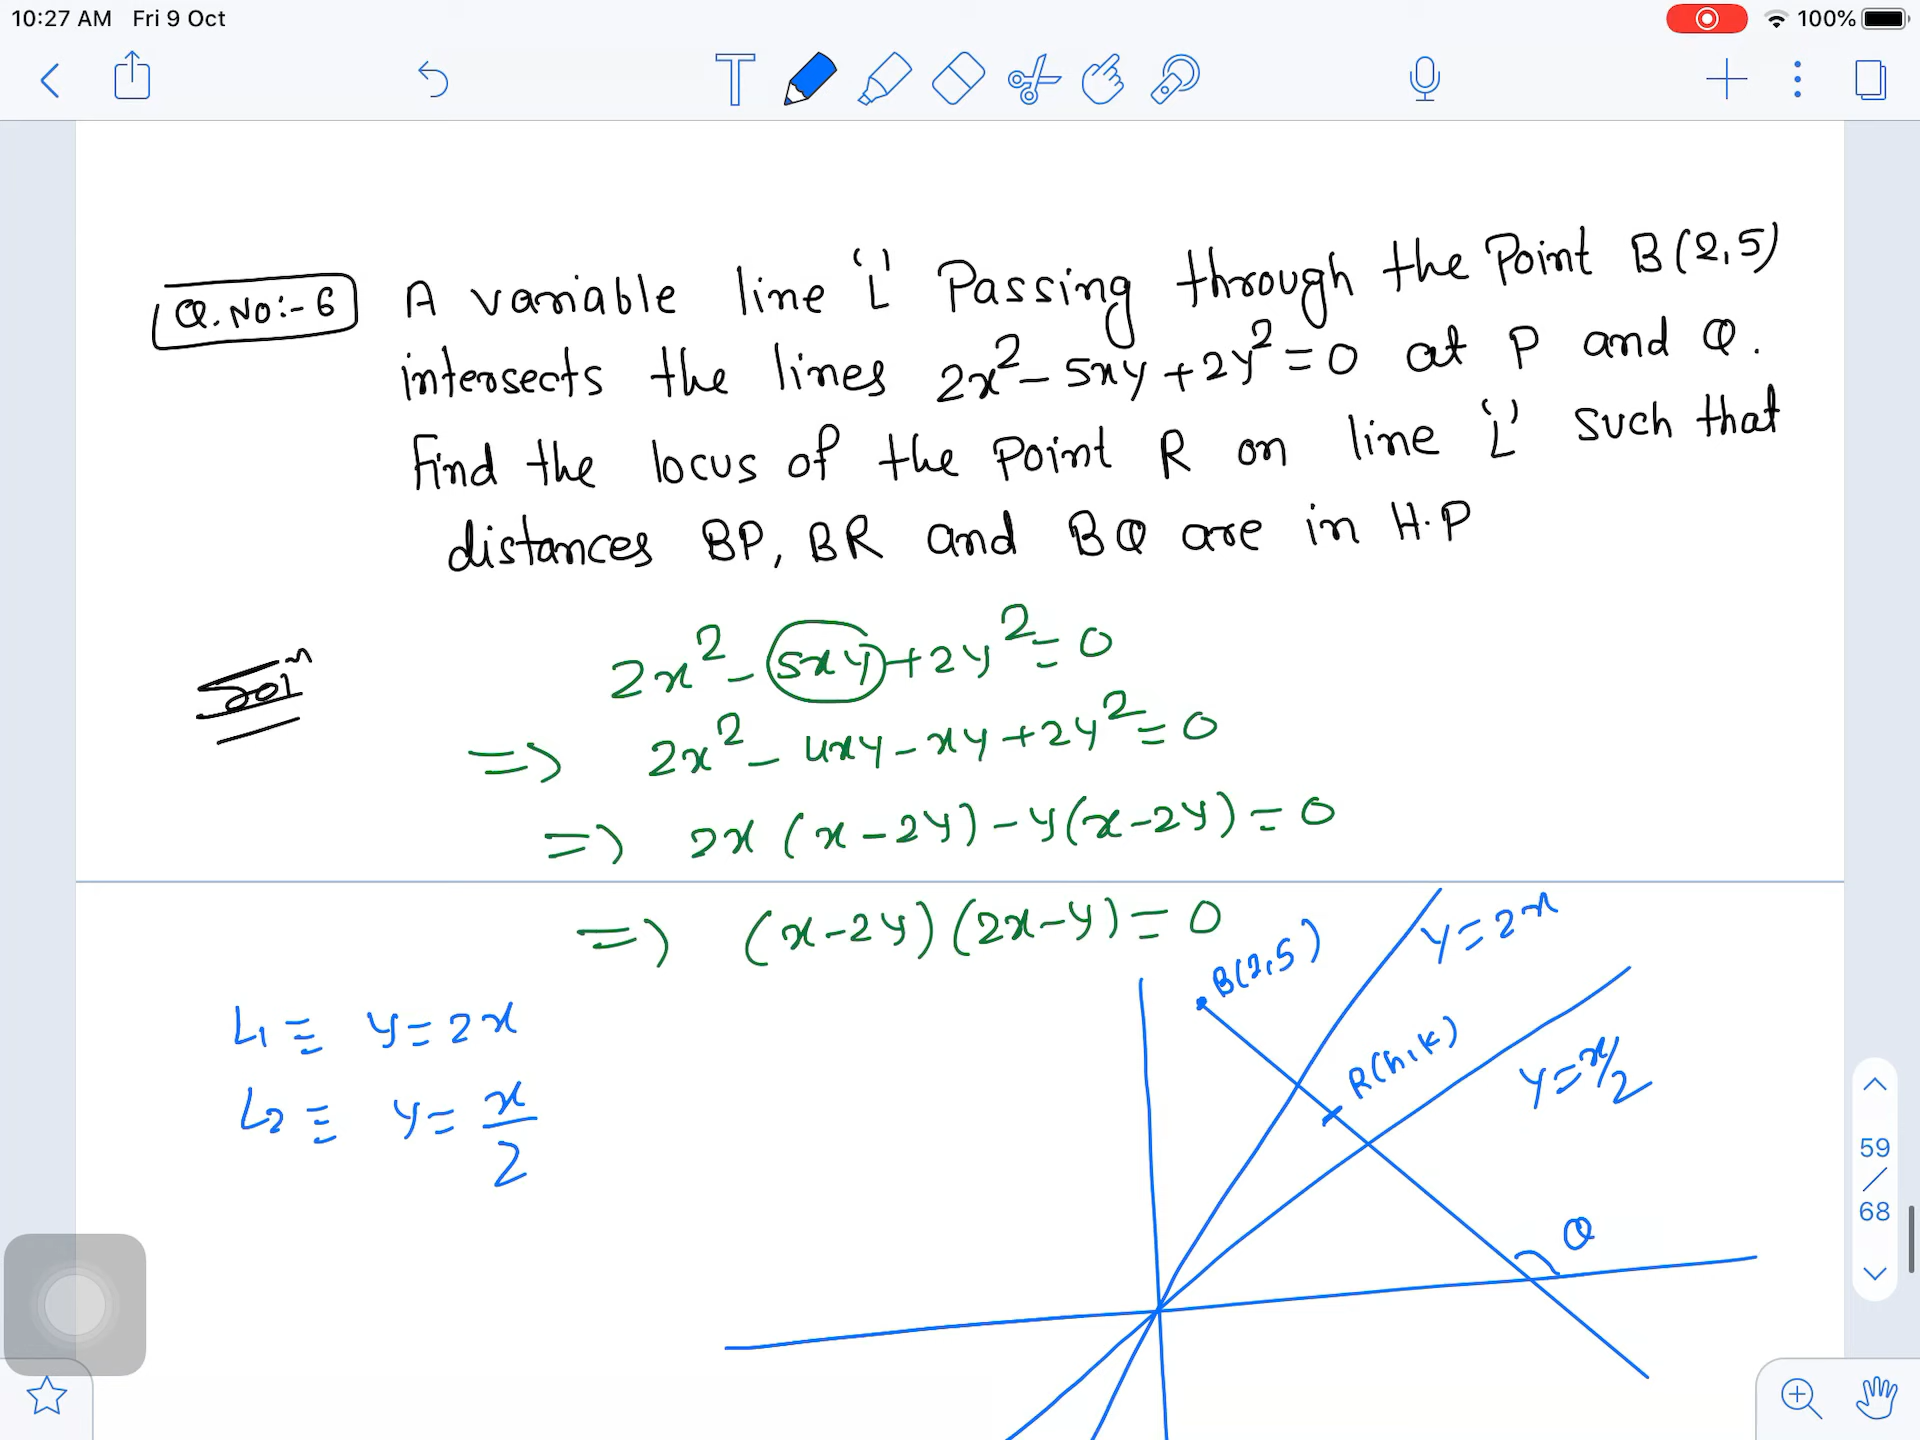 10:27 AM Fri 9 Oct
100%
Q. No:- 6 A variable line 'L' Passing through the Point B(2,5)
intersects the lines 2x² - 5xy + 2y² = 0 at P and Q.
Find the locus of the Point R on line 'L' such that
distances BP, BR and BQ are in H.P
Solⁿ
2x² - 5xy + 2y² = 0
=> 2x² - 4xy - xy + 2y² = 0
=> 2x (x - 2y) - y(x - 2y) = 0
=> (x - 2y) (2x - y) = 0
B(2,5)
y = 2x
L₁ ≡ y = 2x
R(h,k)
y = x/2
L₂ ≡ y = x/2
θ
59
/
68